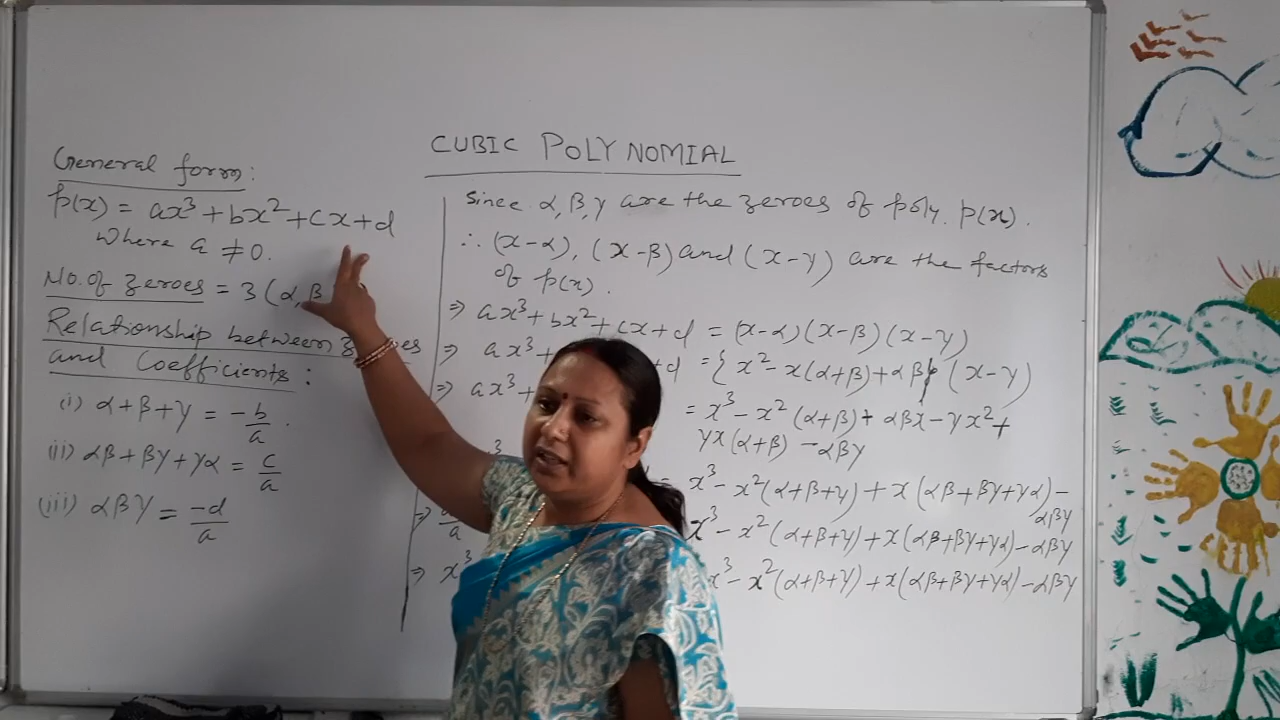 CUBIC POLYNOMIAL
General form:
p(x) = ax³ + bx² + cx + d
Where a ≠ 0.
No. of zeroes = 3 (α, β
Relationship between
and Coefficients:
(i) α+β+γ = -b/a.
(ii) αβ+βγ+γα = c/a
(iii) αβγ = -d/a
Since α, β, γ are the zeroes of poly. p(x).
∴ (x-α), (x-β) and (x-γ) are the factors
of p(x).
⇒ ax³+bx²+cx+d = (x-α)(x-β)(x-γ)
⇒ ax³+ +d = {x²-x(α+β)+αβ} (x-γ)
⇒ ax³+ = x³-x²(α+β)+αβx-γx²+
γx(α+β) -αβγ
= x³-x²(α+β+γ)+x(αβ+βγ+γα)-
αβγ
⇒ x³-x²(α+β+γ)+x(αβ+βγ+γα)-αβγ
⇒ x³ x³-x²(α+β+γ)+x(αβ+βγ+γα)-αβγ